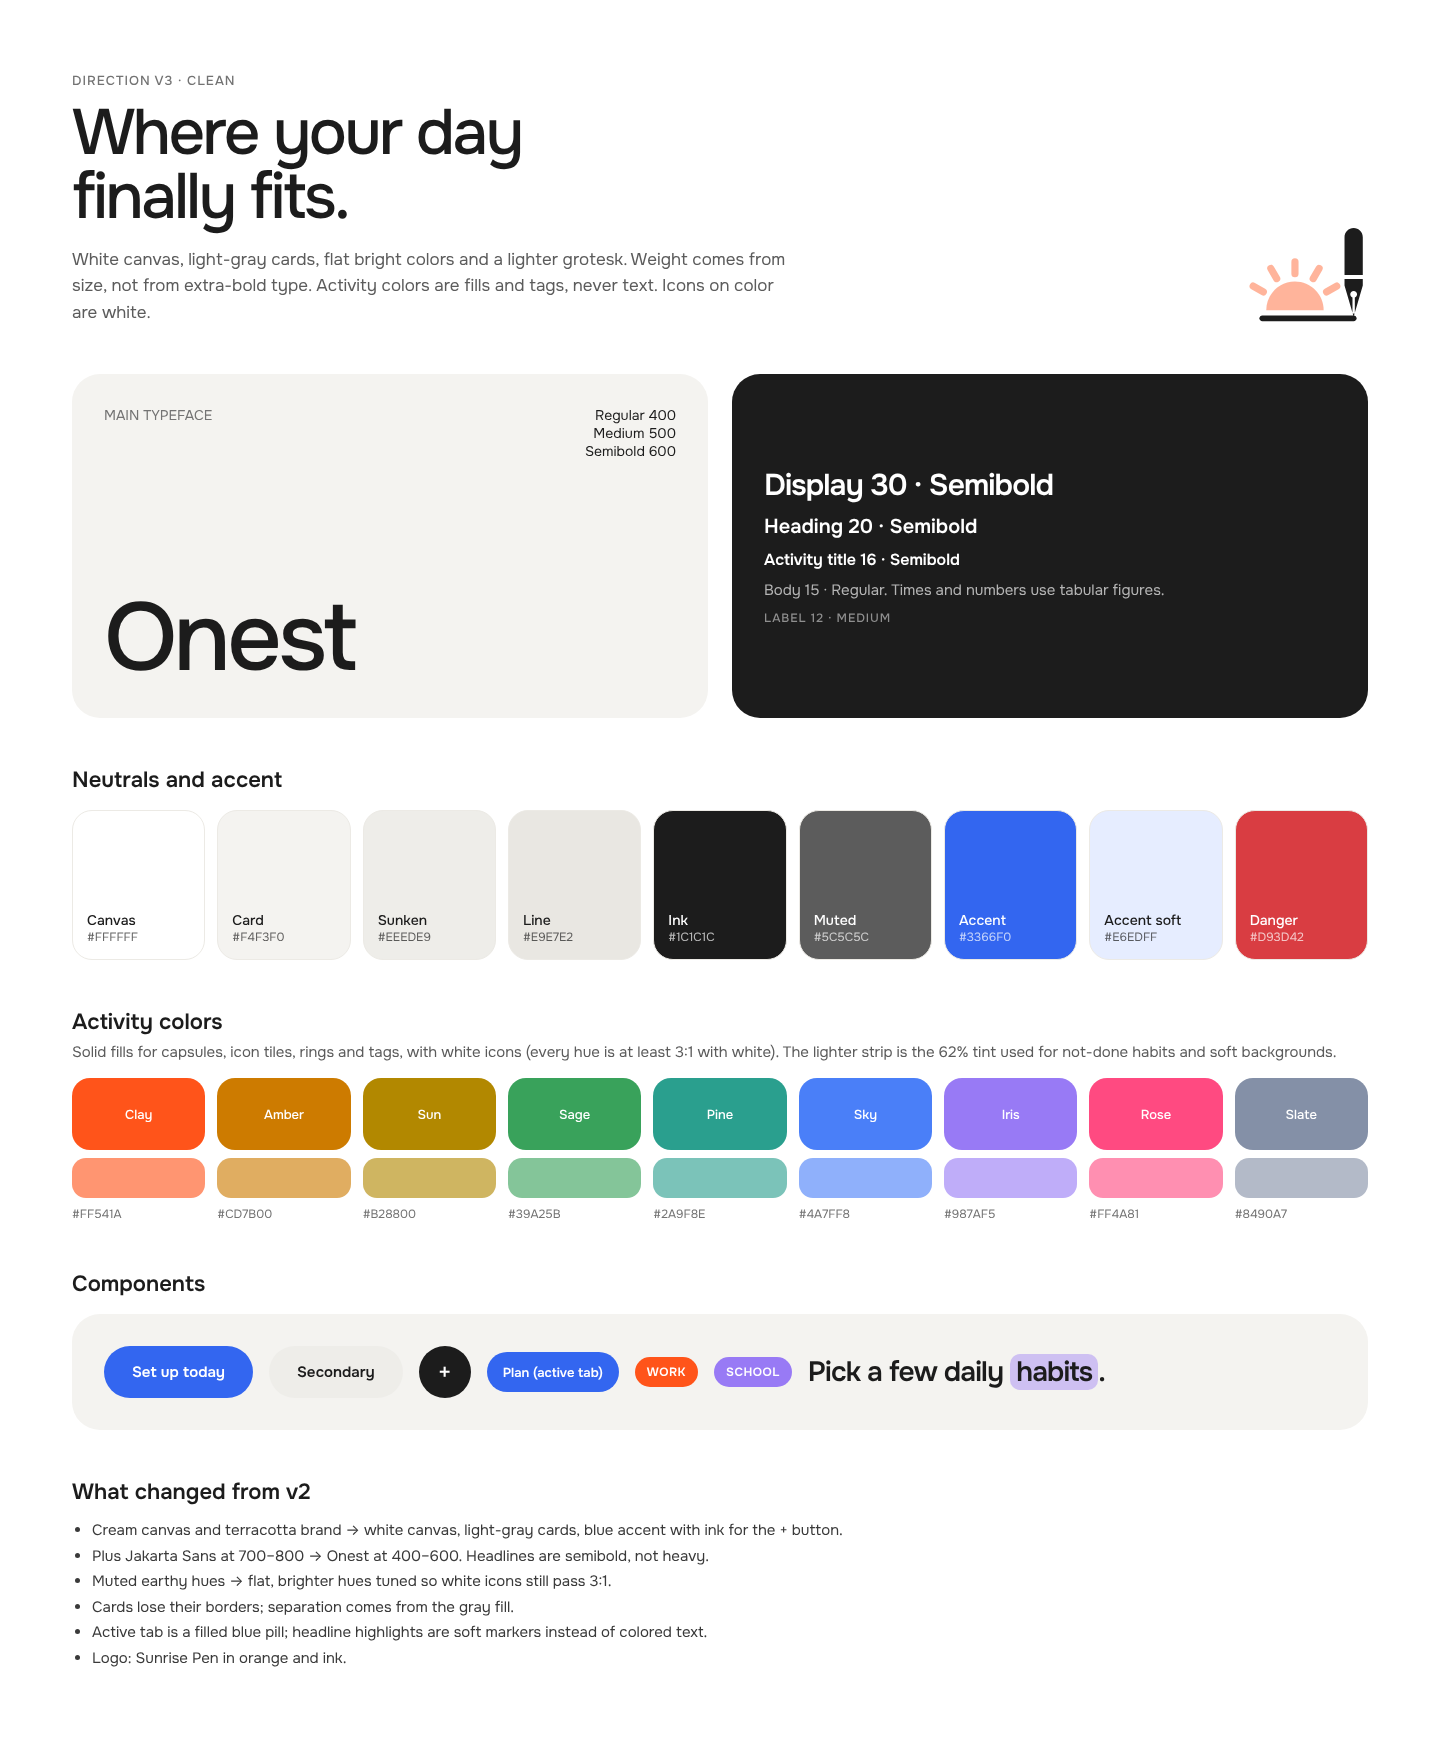 DIRECTION V3 · CLEAN
Where your day
finally fits.
White canvas, light-gray cards, flat bright colors and a lighter grotesk. Weight comes from
size, not from extra-bold type. Activity colors are fills and tags, never text. Icons on color
are white.
MAIN TYPEFACE
Regular 400
Medium 500
Semibold 600
Onest
Display 30 · Semibold
Heading 20 · Semibold
Activity title 16 · Semibold
Body 15 · Regular. Times and numbers use tabular figures.
LABEL 12 · MEDIUM
Neutrals and accent
Canvas
#FFFFFF
Card
#F4F3F0
Sunken
#EEEDE9
Line
#E9E7E2
Ink
#1C1C1C
Muted
#5C5C5C
Accent
#3366F0
Accent soft
#E6EDFF
Danger
#D93D42
Activity colors
Solid fills for capsules, icon tiles, rings and tags, with white icons (every hue is at least 3:1 with white). The lighter strip is the 62% tint used for not-done habits and soft backgrounds.
Clay
Amber
Sun
Sage
Pine
Sky
Iris
Rose
Slate
#FF541A
#CD7B00
#B28800
#39A25B
#2A9F8E
#4A7FF8
#987AF5
#FF4A81
#8490A7
Components
Set up today
Secondary
+
Plan (active tab)
WORK
SCHOOL
Pick a few daily habits.
What changed from v2
• Cream canvas and terracotta brand → white canvas, light-gray cards, blue accent with ink for the + button.
• Plus Jakarta Sans at 700–800 → Onest at 400–600. Headlines are semibold, not heavy.
• Muted earthy hues → flat, brighter hues tuned so white icons still pass 3:1.
• Cards lose their borders; separation comes from the gray fill.
• Active tab is a filled blue pill; headline highlights are soft markers instead of colored text.
• Logo: Sunrise Pen in orange and ink.